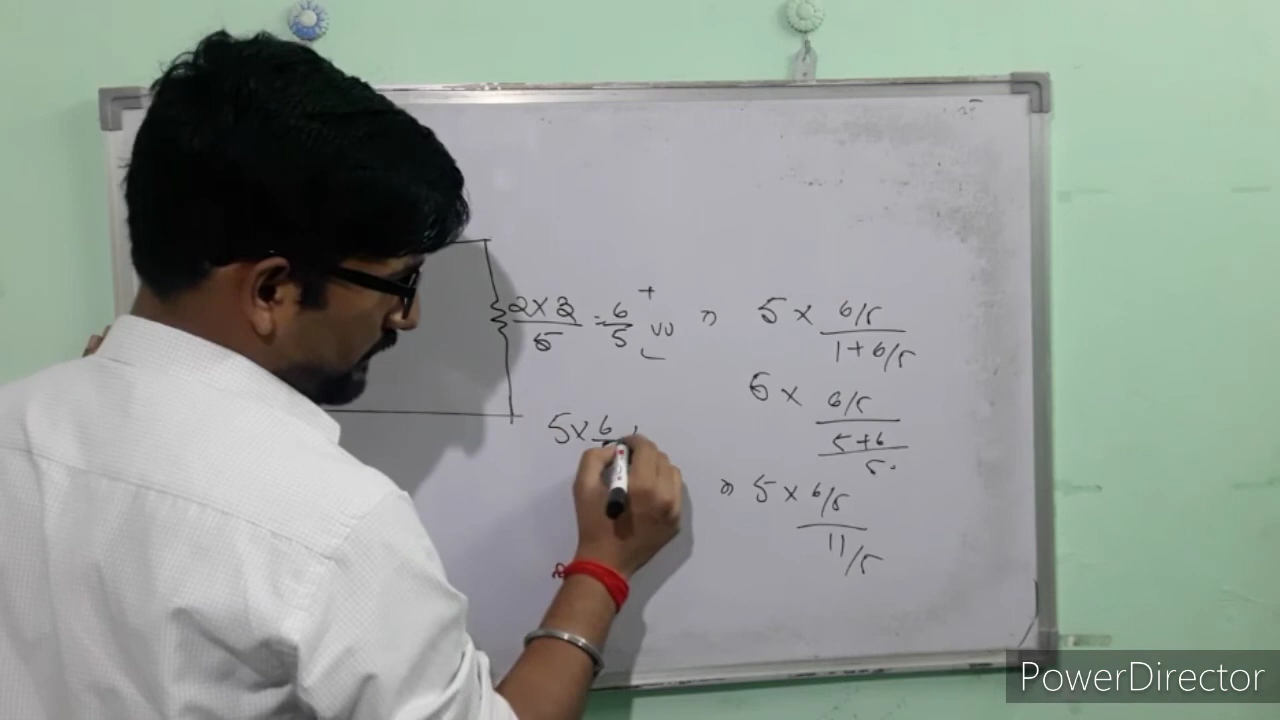 2 × 3 / 5 = 6 / 5
+
V0
-
⇒ 5 × 6/5 / 1 + 6/5
5 × 6/5 / 5 + 6 / 5
⇒ 5 × 6/5 / 11/5
5 × 6
PowerDirector